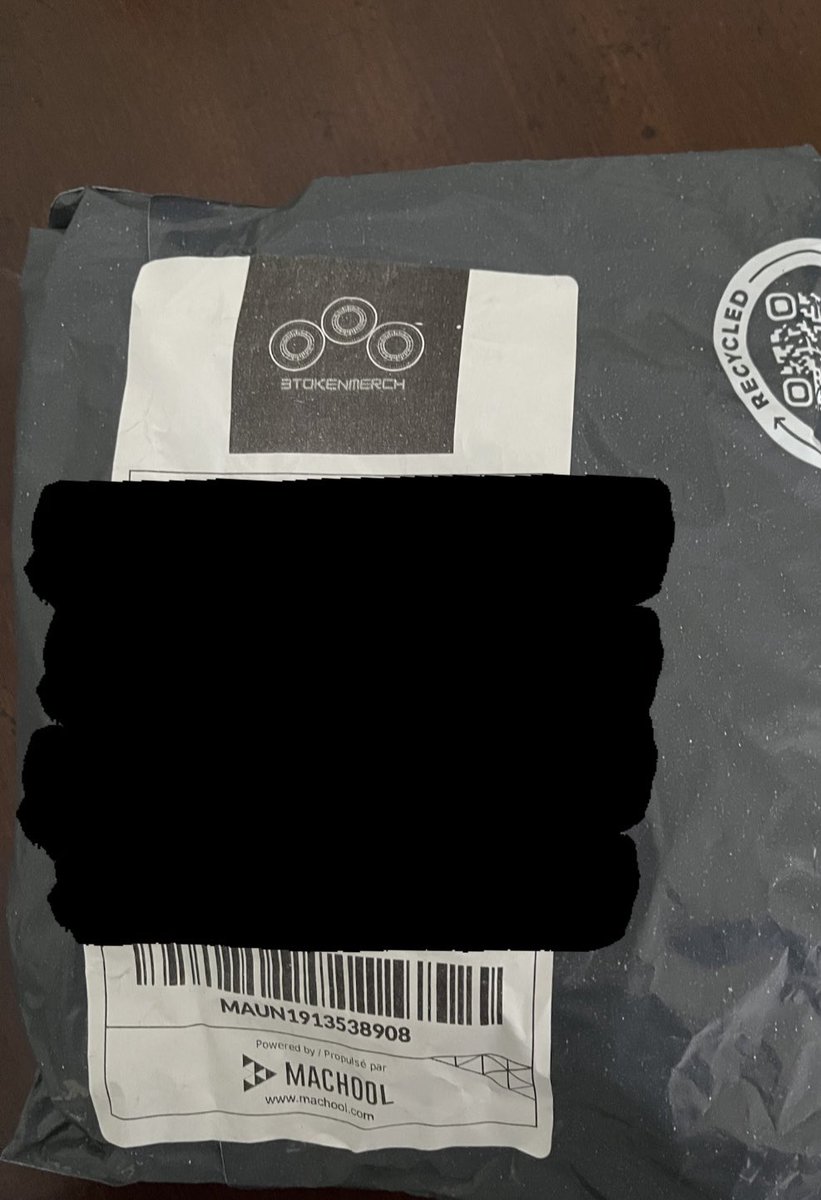 3TOKENMERCH
RECYCLED
MAUN1913538908
Powered by / Propulsé par
MACHOOL
www.machool.com